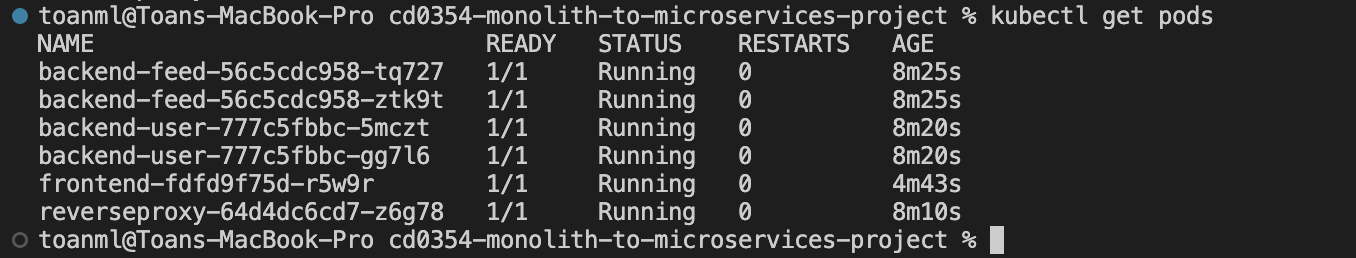 toanml@Toans-MacBook-Pro cd0354-monolith-to-microservices-project % kubectl get pods
NAME READY STATUS RESTARTS AGE
backend-feed-56c5cdc958-tq727 1/1 Running 0 8m25s
backend-feed-56c5cdc958-ztk9t 1/1 Running 0 8m25s
backend-user-777c5fbbc-5mczt 1/1 Running 0 8m20s
backend-user-777c5fbbc-gg7l6 1/1 Running 0 8m20s
frontend-fdfd9f75d-r5w9r 1/1 Running 0 4m43s
reverseproxy-64d4dc6cd7-z6g78 1/1 Running 0 8m10s
toanml@Toans-MacBook-Pro cd0354-monolith-to-microservices-project %